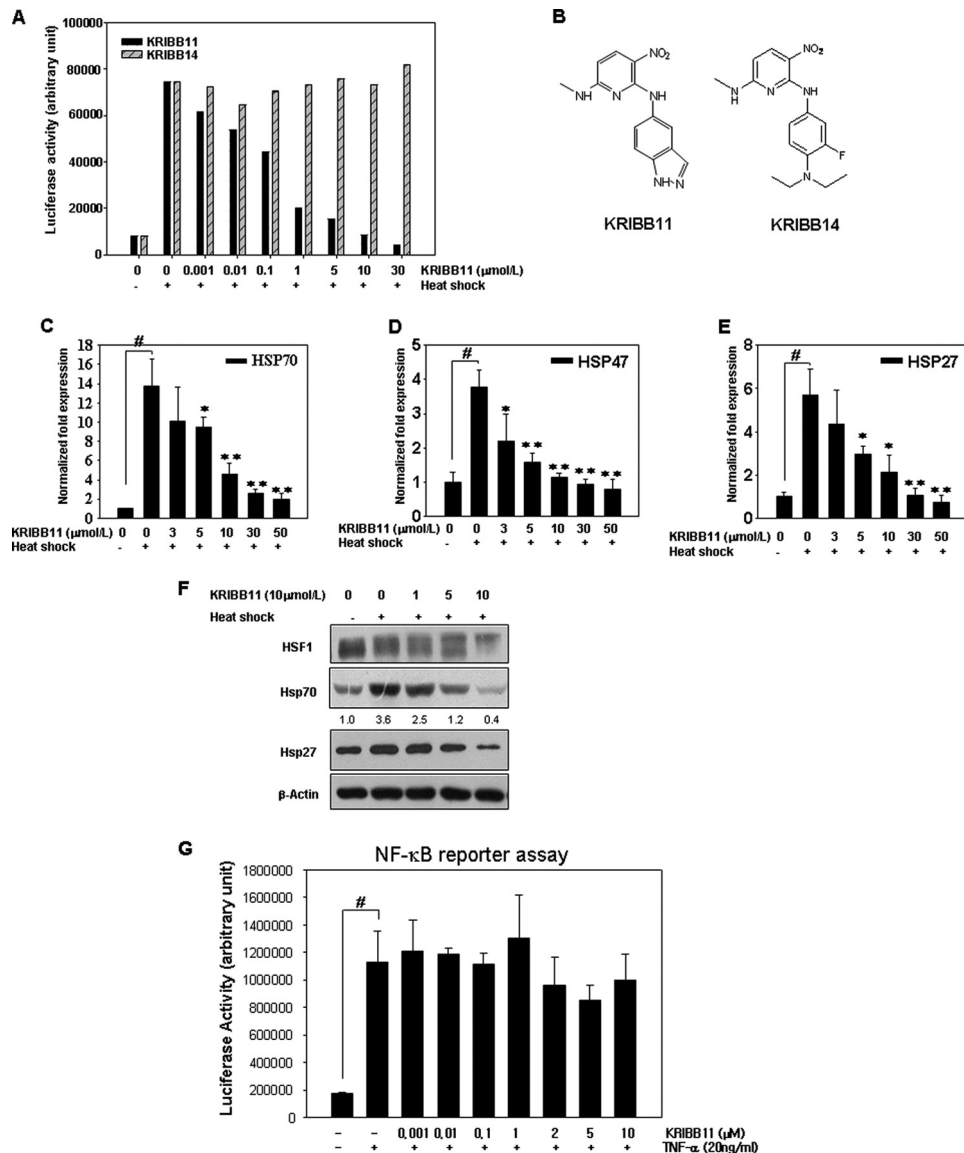 A
100000
80000
60000
40000
20000
0
Luciferase activity (arbitrary unit)
KRIBB11
KRIBB14
0 0 0.001 0.01 0.1 1 5 10 30 KRIBB11 (μmol/L)
- + + + + + + + + Heat shock
B
NO₂
NH N NH
N
H
HN-N
KRIBB11
NO₂
NH N NH
N
H
F
N
KRIBB14
C
18
16
14
12
10
8
6
4
2
0
Normalized fold expression
#
HSP70
* ** ** **
KRIBB11 (μmol/L) 0 0 3 5 10 30 50
Heat shock - + + + + + +
D
5
4
3
2
1
0
Normalized fold expression
#
HSP47
* ** ** ** **
KRIBB11 (μmol/L) 0 0 3 5 10 30 50
Heat shock - + + + + + +
E
8
6
4
2
0
Normalized fold expression
#
HSP27
* * ** **
KRIBB11 (μmol/L) 0 0 3 5 10 30 50
Heat shock - + + + + + +
F
KRIBB11 (10μmol/L) 0 0 1 5 10
Heat shock - + + + +
HSF1
Hsp70
1.0 3.6 2.5 1.2 0.4
Hsp27
β-Actin
G
NF-κB reporter assay
1800000
1600000
1400000
1200000
1000000
800000
600000
400000
200000
0
Luciferase Activity (arbitrary unit)
#
- - 0,001 0,01 0,1 1 2 5 10 KRIBB11 (μM)
- + + + + + + + + TNF-α (20ng/ml)